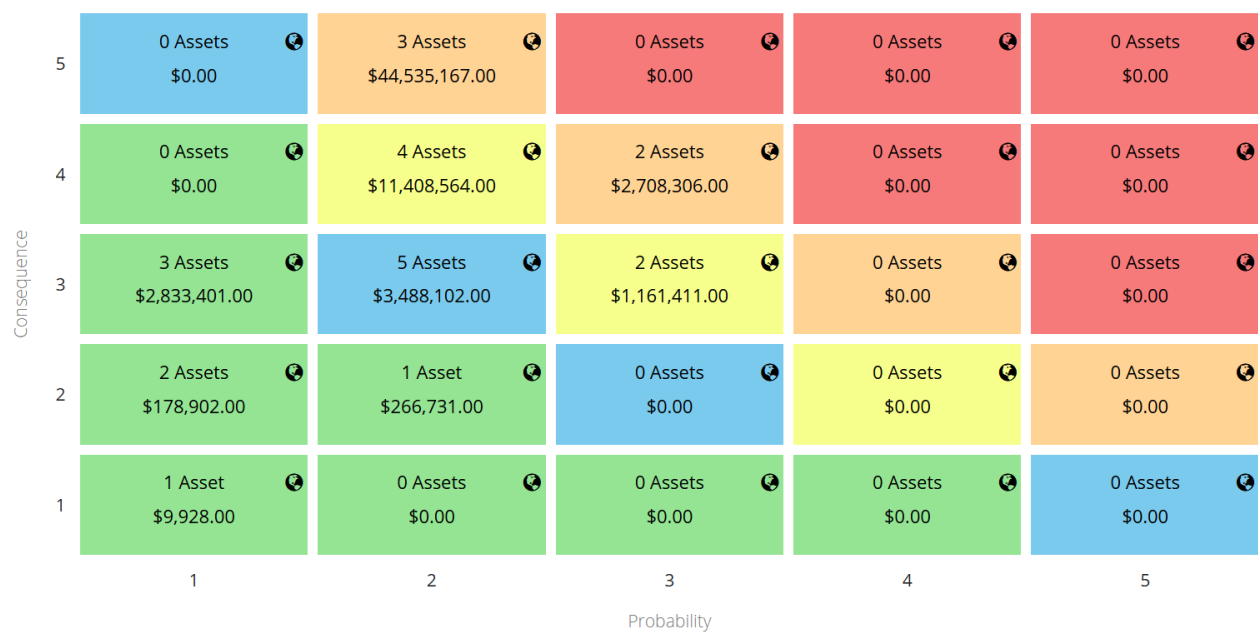 0 Assets 3 Assets 0 Assets 0 Assets 0 Assets
5
$0.00 $44,535,167.00 $0.00 $0.00 $0.00
0 Assets 4 Assets 2 Assets 0 Assets 0 Assets
4
$0.00 $11,408,564.00 $2,708,306.00 $0.00 $0.00
Consequence
3 Assets 5 Assets 2 Assets 0 Assets 0 Assets
3
$2,833,401.00 $3,488,102.00 $1,161,411.00 $0.00 $0.00
2 Assets 1 Asset 0 Assets 0 Assets 0 Assets
2
$178,902.00 $266,731.00 $0.00 $0.00 $0.00
1 Asset 0 Assets 0 Assets 0 Assets 0 Assets
1
$9,928.00 $0.00 $0.00 $0.00 $0.00
1 2 3 4 5
Probability